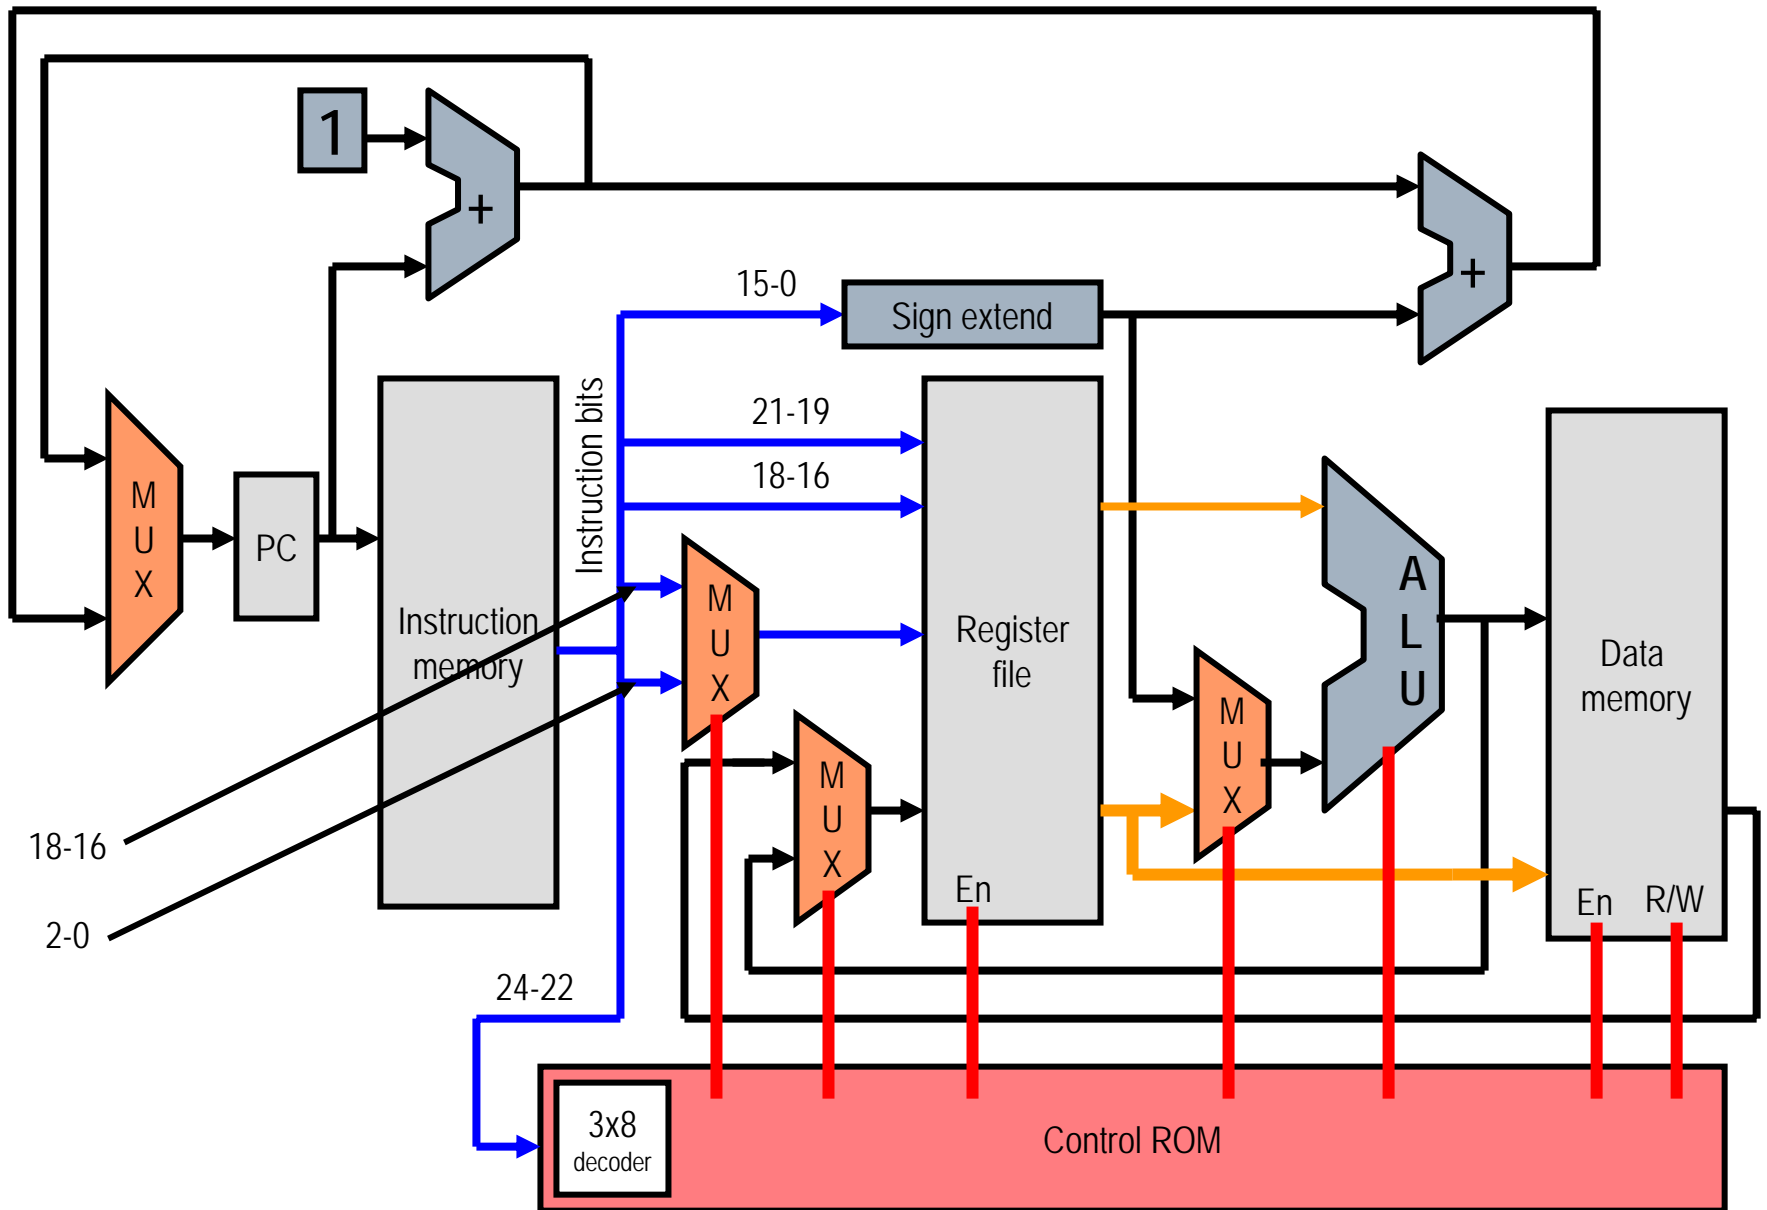 1
+
+
15-0
Sign extend
Instruction bits
21-19
18-16
M
U
X
PC
Instruction
memory
M
U
X
Register
file
En
M
U
X
M
U
X
A
L
U
Data
memory
En
R/W
18-16
2-0
24-22
3x8
decoder
Control ROM